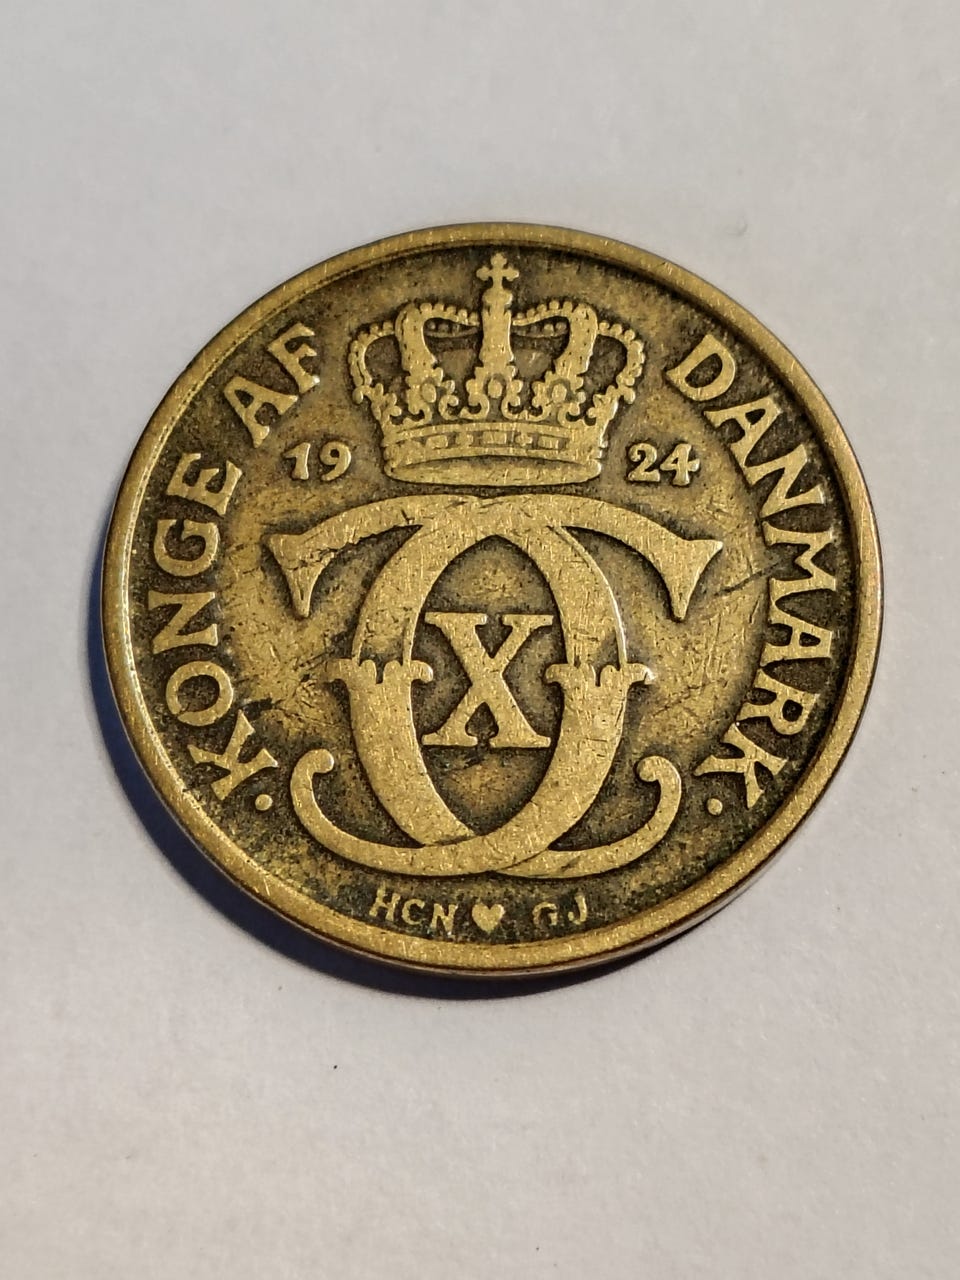 · KONGE AF DANMARK ·
19 24
C X C
HCN ♥ GJ